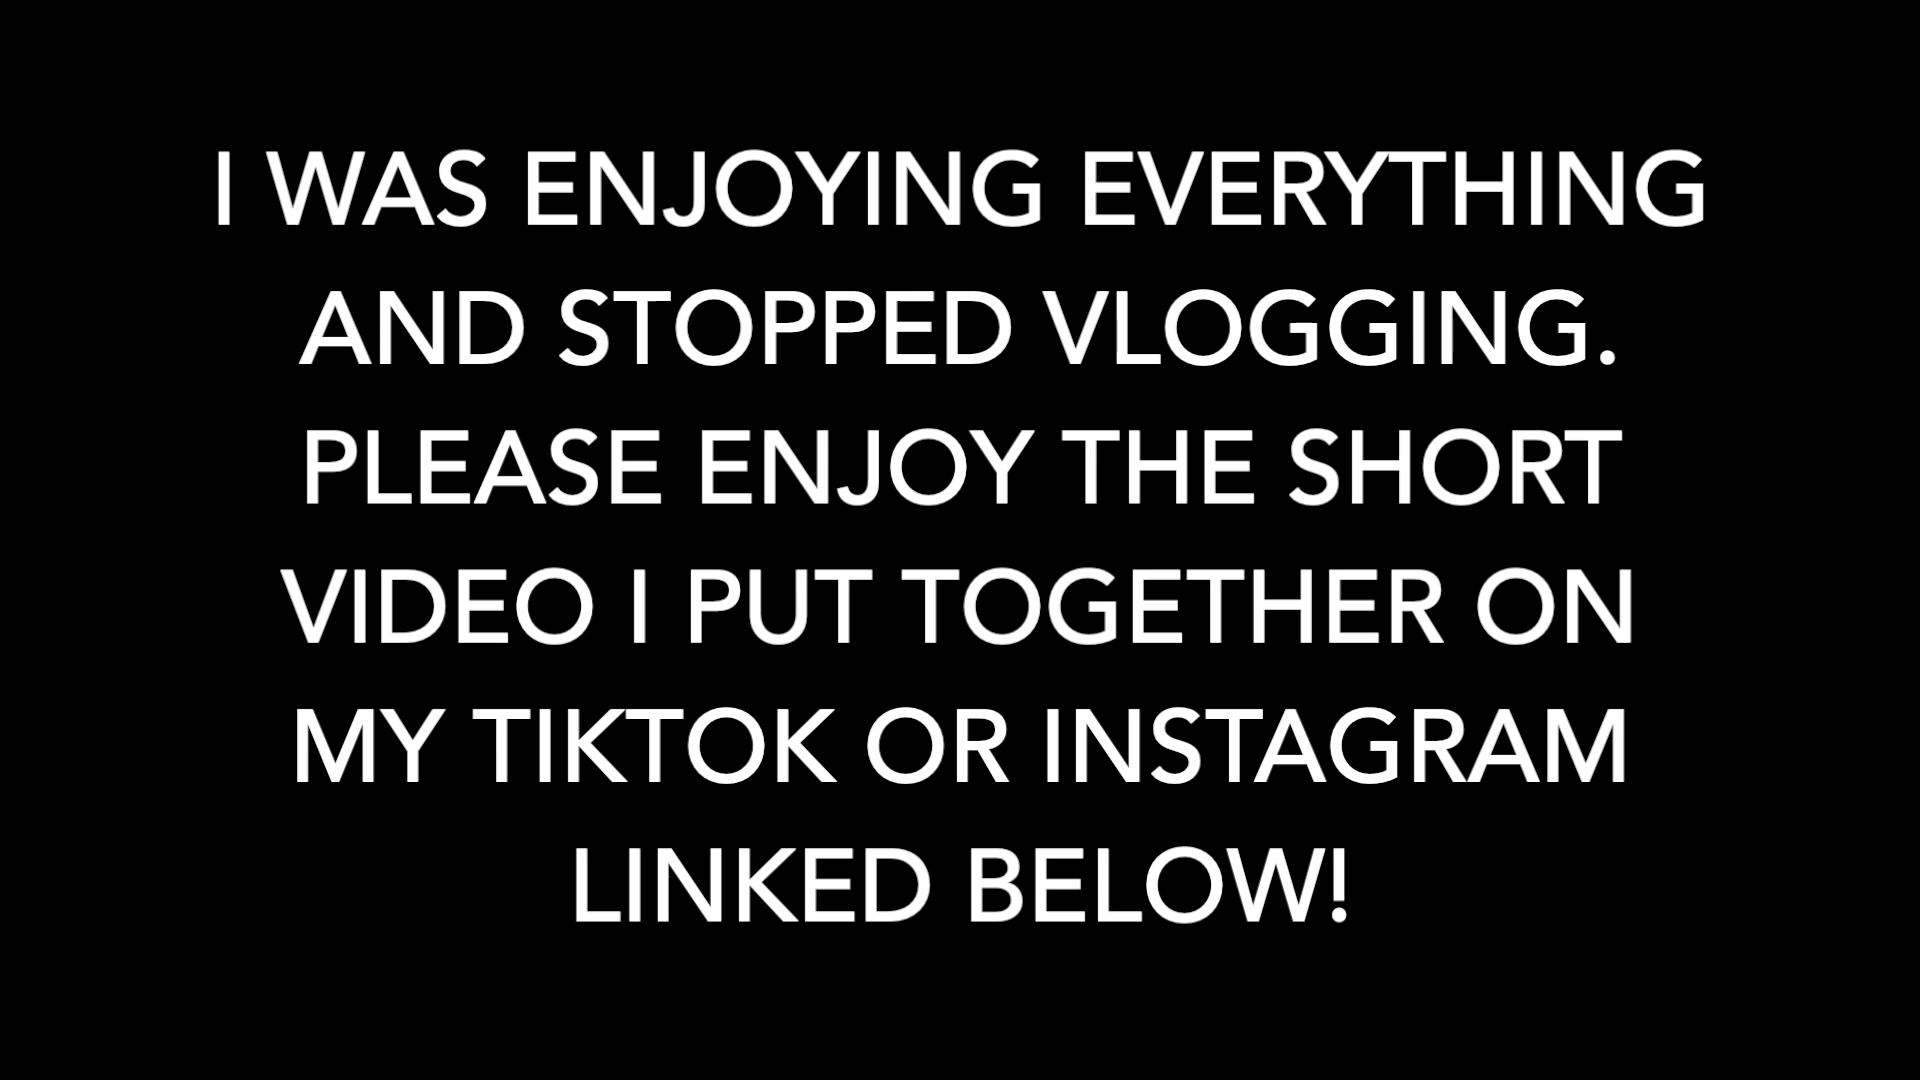 I WAS ENJOYING EVERYTHING
AND STOPPED VLOGGING.
PLEASE ENJOY THE SHORT
VIDEO I PUT TOGETHER ON
MY TIKTOK OR INSTAGRAM
LINKED BELOW!